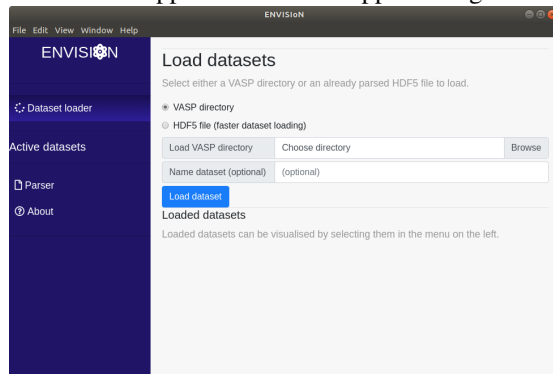 ENVISIoN
File Edit View Window Help
ENVISION
Load datasets
Select either a VASP directory or an already parsed HDF5 file to load.
Dataset loader
VASP directory
HDF5 file (faster dataset loading)
Active datasets
Load VASP directory Choose directory Browse
Name dataset (optional) (optional)
Parser
Load dataset
About
Loaded datasets
Loaded datasets can be visualised by selecting them in the menu on the left.